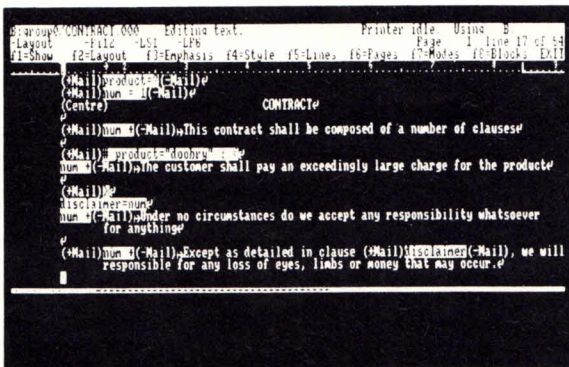 B:group0/CONTRACT.000 Editing text. Printer idle. Using B.
-Layout -LS1 -LP6 Page 1 line 17 of 54
f1=Show f2=Layout f3=Emphasis f4=Style f5=Lines f6=Pages f7=Modes f8=Blocks EXIT
(+Mail)product=(-Mail)
(+Mail)num = 1(-Mail)
(Centre) CONTRACT
(+Mail)num +(-Mail) This contract shall be composed of a number of clauses
(+Mail)# product="doobry" :
num +(-Mail) The customer shall pay an exceedingly large charge for the product
(+Mail)
disclaimer=num
num +(-Mail) Under no circumstances do we accept any responsibility whatsoever
for anything
(+Mail)num +(-Mail) Except as detailed in clause (+Mail)disclaimer(-Mail), we will
responsible for any loss of eyes, limbs or money that may occur.